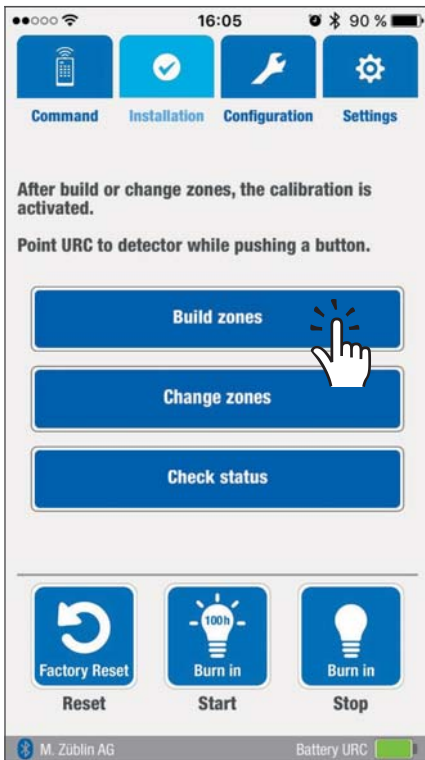 16:05
90 %
Command
Installation
Configuration
Settings
After build or change zones, the calibration is
activated.
Point URC to detector while pushing a button.
Build zones
Change zones
Check status
Factory Reset
100h
Burn in
Burn in
Reset
Start
Stop
M. Züblin AG
Battery URC